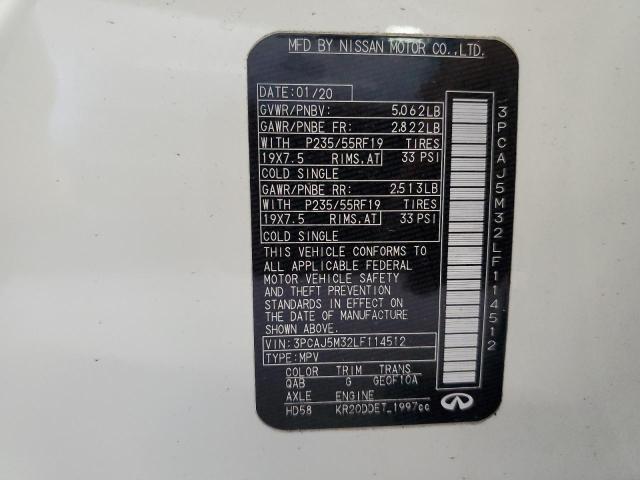 MFD BY NISSAN MOTOR CO.,LTD.
DATE:01/20
GVWR/PNBV: 5,062LB
GAWR/PNBE FR: 2,822LB
WITH P235/55RF19 TIRES
19X7.5 RIMS,AT 33 PSI
COLD SINGLE
GAWR/PNBE RR: 2,513LB
WITH P235/55RF19 TIRES
19X7.5 RIMS,AT 33 PSI
COLD SINGLE
THIS VEHICLE CONFORMS TO
ALL APPLICABLE FEDERAL
MOTOR VEHICLE SAFETY
AND THEFT PREVENTION
STANDARDS IN EFFECT ON
THE DATE OF MANUFACTURE
SHOWN ABOVE.
VIN:3PCAJ5M32LF114512
TYPE:MPV
COLOR TRIM TRANS
QAB G GE0F10A
AXLE ENGINE
HD58 KR20DDET_1997cc
3PCAJ5M32LF114512